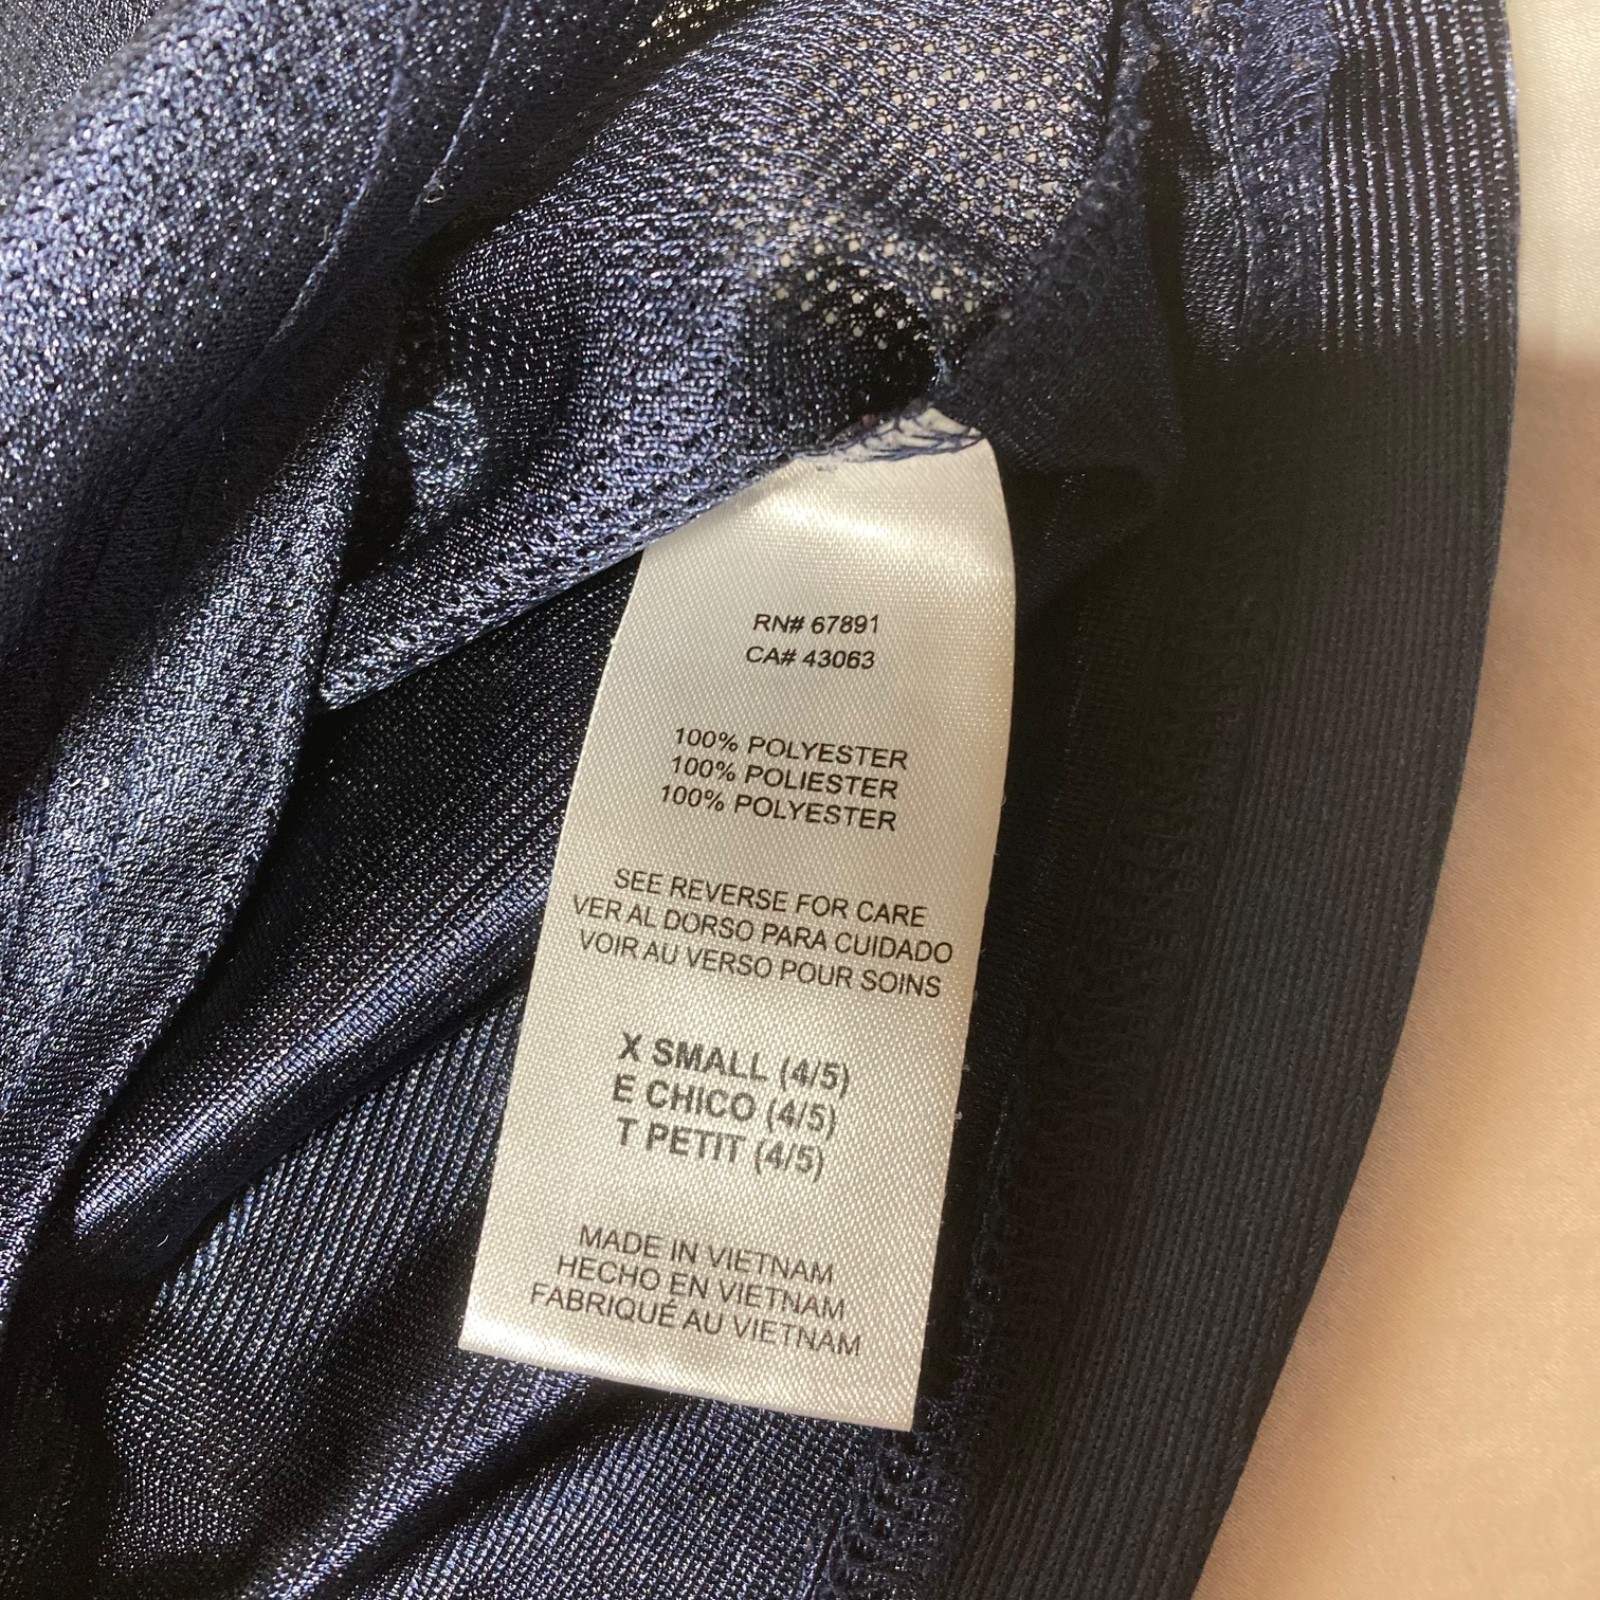 RN# 67891
CA# 43063
100% POLYESTER
100% POLIESTER
100% POLYESTER
SEE REVERSE FOR CARE
VER AL DORSO PARA CUIDADO
VOIR AU VERSO POUR SOINS
X SMALL (4/5)
E CHICO (4/5)
T PETIT (4/5)
MADE IN VIETNAM
HECHO EN VIETNAM
FABRIQUÉ AU VIETNAM